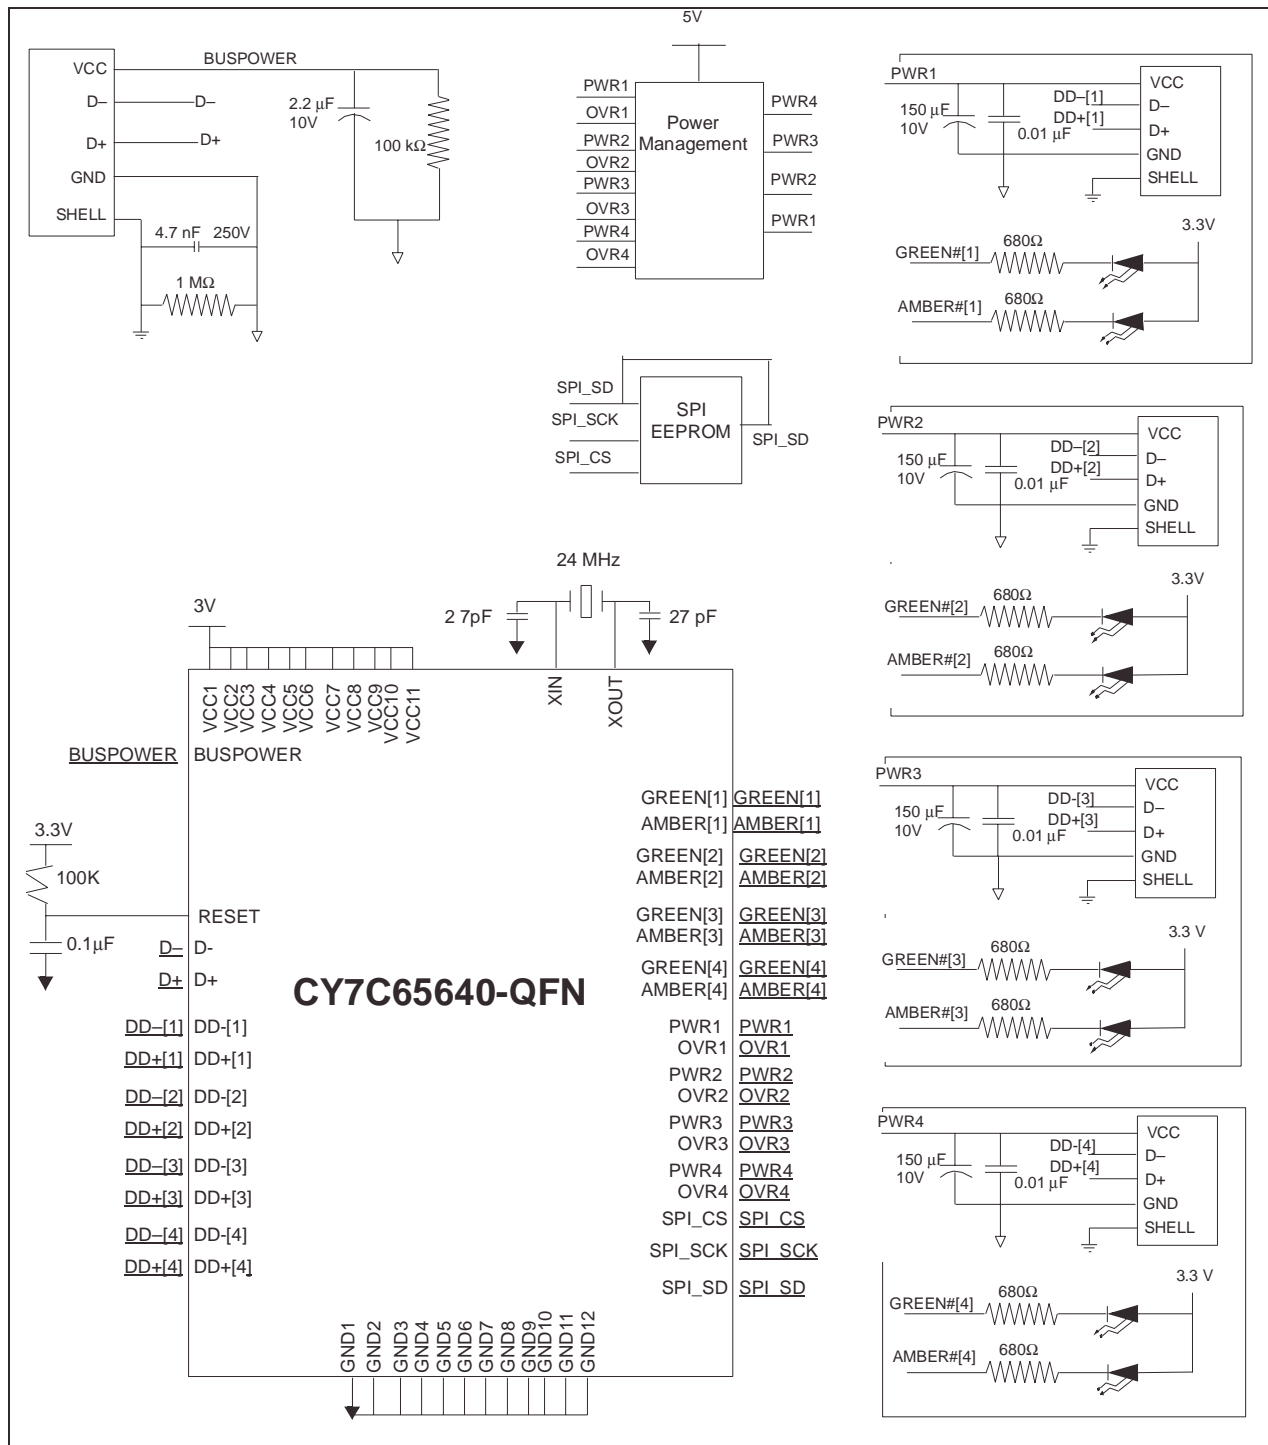 VCC
D–
D+
GND
SHELL
BUSPOWER
D–
D+
2.2 µF
10V
100 kΩ
4.7 nF 250V
1 MΩ
5V
PWR1
OVR1
PWR2
OVR2
PWR3
OVR3
PWR4
OVR4
Power
Management
PWR4
PWR3
PWR2
PWR1
SPI_SD
SPI_SCK
SPI_CS
SPI
EEPROM
SPI_SD
PWR1
150 µF
10V
0.01 µF
DD–[1]
DD+[1]
VCC
D–
D+
GND
SHELL
3.3V
GREEN#[1]
680Ω
AMBER#[1]
680Ω
PWR2
150 µF
10V
0.01 µF
DD–[2]
DD+[2]
VCC
D–
D+
GND
SHELL
3.3V
GREEN#[2]
680Ω
AMBER#[2]
680Ω
PWR3
150 µF
10V
0.01 µF
DD-[3]
DD+[3]
VCC
D–
D+
GND
SHELL
3.3 V
GREEN#[3]
680Ω
AMBER#[3]
680Ω
PWR4
150 µF
10V
0.01 µF
DD-[4]
DD+[4]
VCC
D–
D+
GND
SHELL
3.3 V
GREEN#[4]
680Ω
AMBER#[4]
680Ω
24 MHz
2 7pF
27 pF
3V
VCC1
VCC2
VCC3
VCC4
VCC5
VCC6
VCC7
VCC8
VCC9
VCC10
VCC11
XIN
XOUT
BUSPOWER BUSPOWER
3.3V
100K
RESET
0.1µF
D– D-
D+ D+
DD–[1] DD-[1]
DD+[1] DD+[1]
DD–[2] DD-[2]
DD+[2] DD+[2]
DD–[3] DD-[3]
DD+[3] DD+[3]
DD–[4] DD-[4]
DD+[4] DD+[4]
CY7C65640-QFN
GREEN[1] GREEN[1]
AMBER[1] AMBER[1]
GREEN[2] GREEN[2]
AMBER[2] AMBER[2]
GREEN[3] GREEN[3]
AMBER[3] AMBER[3]
GREEN[4] GREEN[4]
AMBER[4] AMBER[4]
PWR1 PWR1
OVR1 OVR1
PWR2 PWR2
OVR2 OVR2
PWR3 PWR3
OVR3 OVR3
PWR4 PWR4
OVR4 OVR4
SPI_CS SPI_CS
SPI_SCK SPI_SCK
SPI_SD SPI_SD
GND1
GND2
GND3
GND4
GND5
GND6
GND7
GND8
GND9
GND10
GND11
GND12